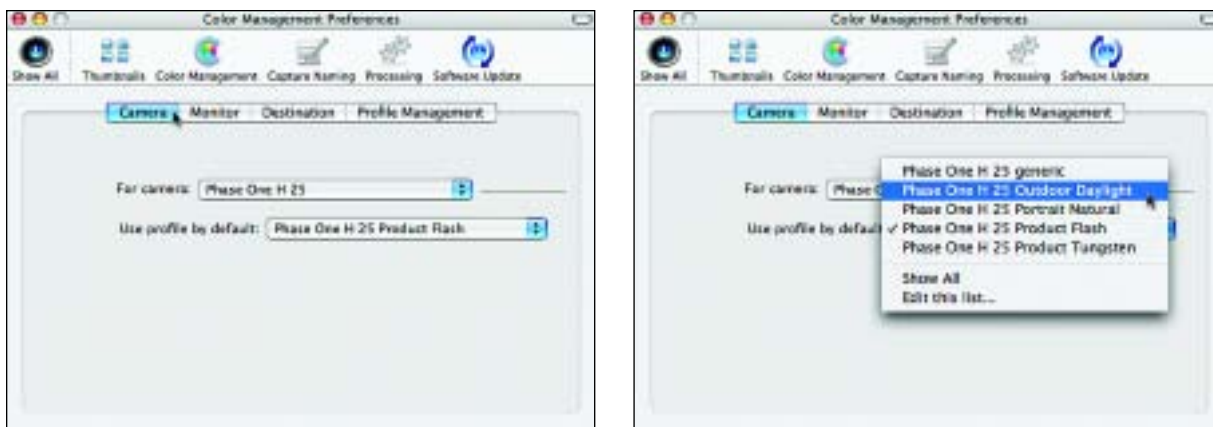 Color Management Preferences
Show All Thumbnails Color Management Capture Naming Processing Software Update
Camera Monitor Destination Profile Management
For camera: Phase One H 25
Use profile by default: Phase One H 25 Product Flash
Color Management Preferences
Show All Thumbnails Color Management Capture Naming Processing Software Update
Camera Monitor Destination Profile Management
For camera: Phase
Use profile by default
Phase One H 25 generic
Phase One H 25 Outdoor Daylight
Phase One H 25 Portrait Natural
✓ Phase One H 25 Product Flash
Phase One H 25 Product Tungsten
Show All
Edit this list...